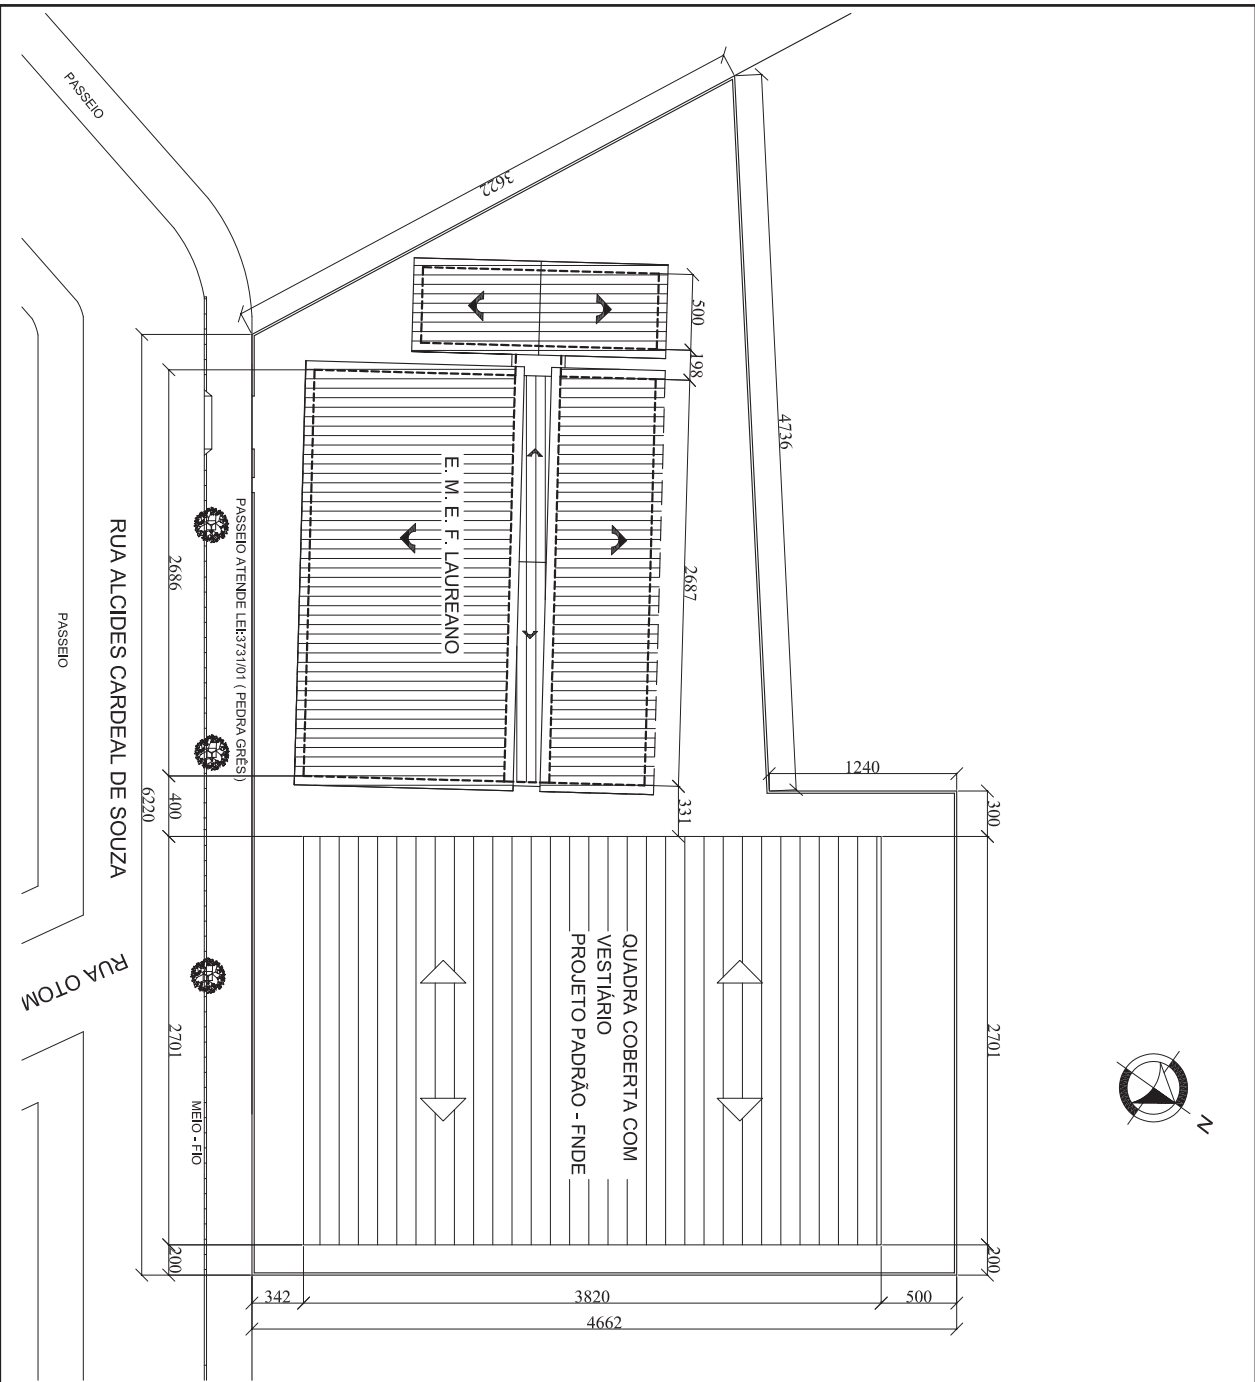 PASSEIO
3622
500
198
4736
2687
E. M. E. F. LAUREANO
PASSEIO ATENDE LEI:3731/01 ( PEDRA GRÊS )
2686
RUA ALCIDES CARDEAL DE SOUZA
PASSEIO
400
6220
331
1240
300
QUADRA COBERTA COM
VESTIÁRIO
PROJETO PADRÃO - FNDE
RUA OTOM
2701
2701
MEIO - FIO
N
200
200
342
3820
500
4662